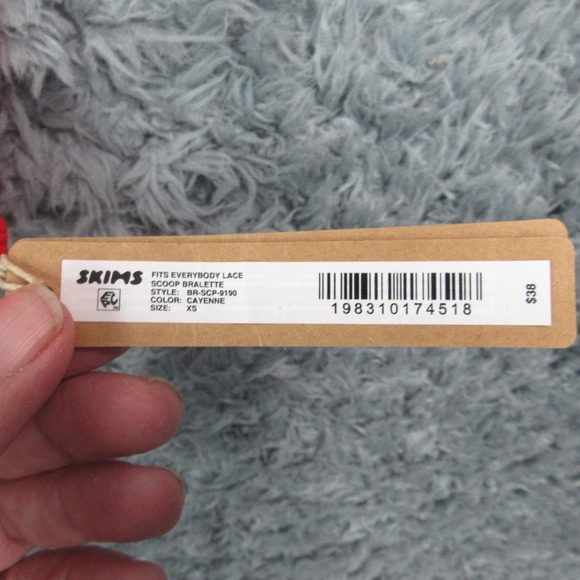 SKIMS
FITS EVERYBODY LACE
SCOOP BRALETTE
STYLE: BR-SCP-9190
COLOR: CAYENNE
SIZE: XS
198310174518
$38